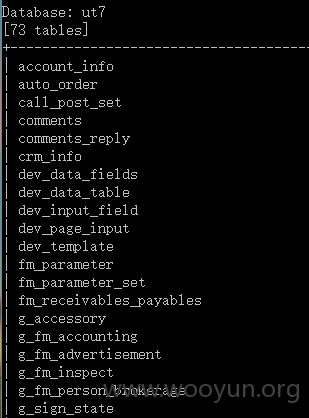 Database: ut7
[73 tables]
+----------------------------------------
| account_info
| auto_order
| call_post_set
| comments
| comments_reply
| crm_info
| dev_data_fields
| dev_data_table
| dev_input_field
| dev_page_input
| dev_template
| fm_parameter
| fm_parameter_set
| fm_receivables_payables
| g_accessory
| g_fm_accounting
| g_fm_advertisement
| g_fm_inspect
| g_fm_person_brokerage
| g_sign_state
www.wooyun.org